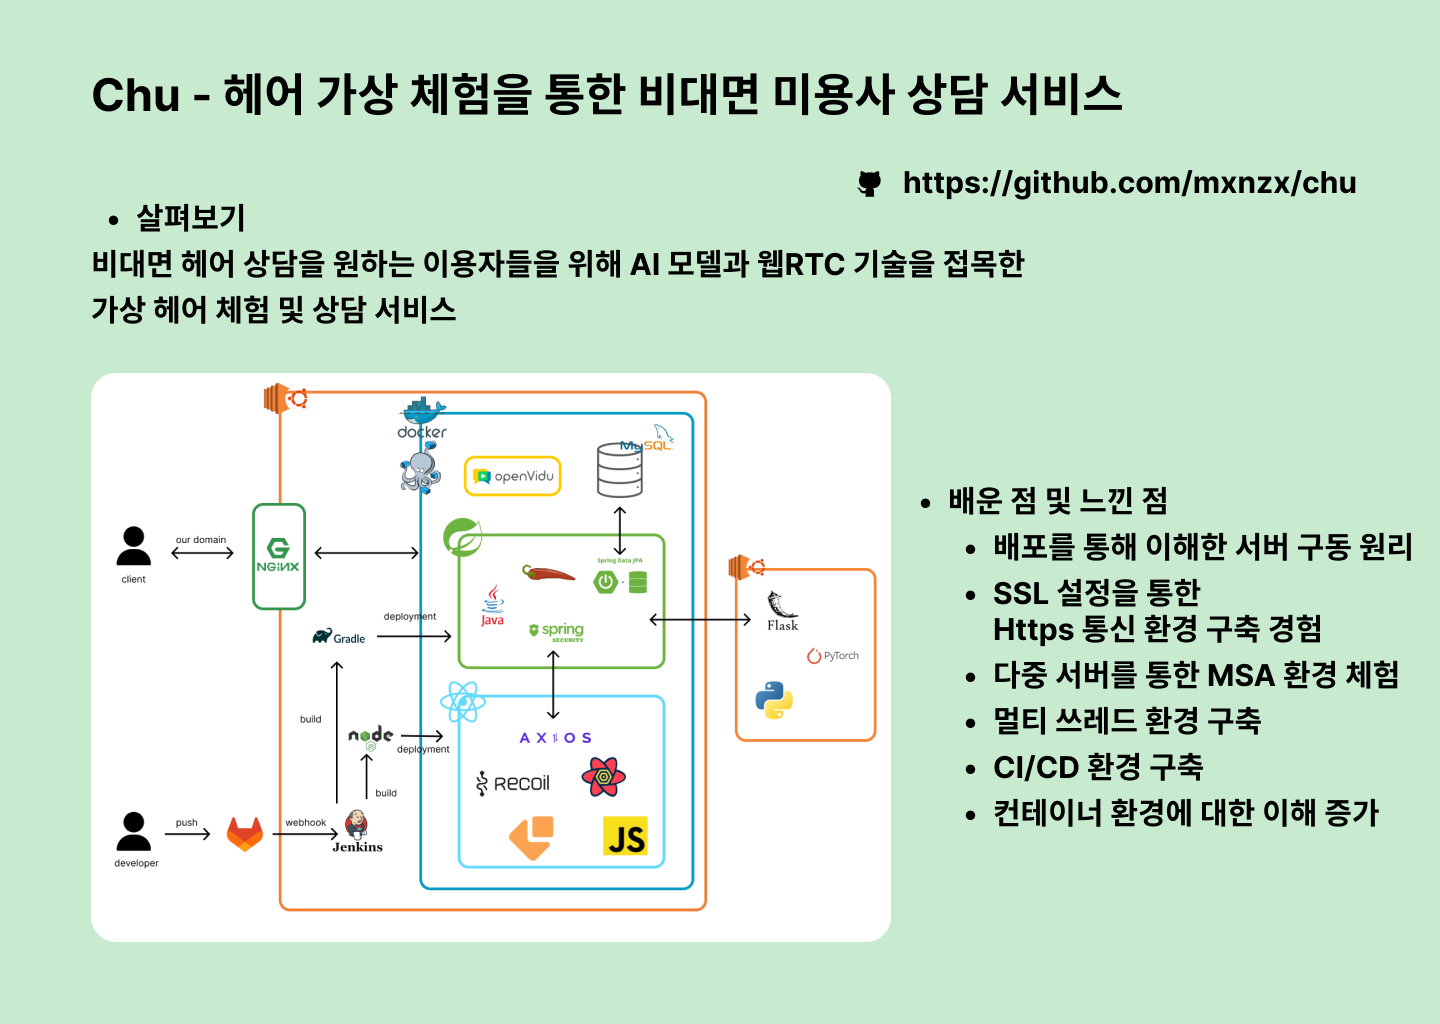 Chu - 헤어 가상 체험을 통한 비대면 미용사 상담 서비스
https://github.com/mxnzx/chu
• 살펴보기
비대면 헤어 상담을 원하는 이용자들을 위해 AI 모델과 웹RTC 기술을 접목한
가상 헤어 체험 및 상담 서비스
docker
MySQL
openVidu
our domain
client
NGINX
Spring Data JPA
Java
spring
SECURITY
deployment
Gradle
Flask
PyTorch
build
node
JS
deployment
AXIOS
build
Recoil
push
webhook
Jenkins
developer
JS
• 배운 점 및 느낀 점
• 배포를 통해 이해한 서버 구동 원리
• SSL 설정을 통한
Https 통신 환경 구축 경험
• 다중 서버를 통한 MSA 환경 체험
• 멀티 쓰레드 환경 구축
• CI/CD 환경 구축
• 컨테이너 환경에 대한 이해 증가